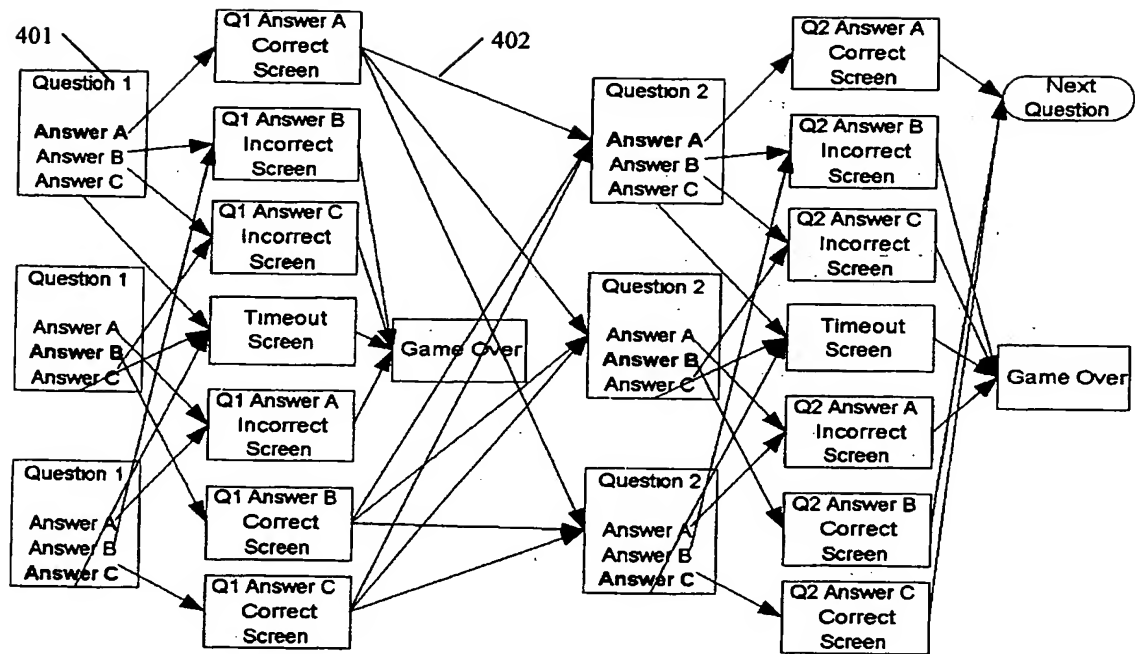 401
Question 1
Answer A
Answer B
Answer C
Question 1
Answer A
Answer B
Answer C
Question 1
Answer A
Answer B
Answer C
Q1 Answer A
Correct
Screen
Q1 Answer B
Incorrect
Screen
Q1 Answer C
Incorrect
Screen
Timeout
Screen
Q1 Answer A
Incorrect
Screen
Q1 Answer B
Correct
Screen
Q1 Answer C
Correct
Screen
402
Game Over
Question 2
Answer A
Answer B
Answer C
Question 2
Answer A
Answer B
Answer C
Question 2
Answer A
Answer B
Answer C
Q2 Answer A
Correct
Screen
Q2 Answer B
Incorrect
Screen
Q2 Answer C
Incorrect
Screen
Timeout
Screen
Q2 Answer A
Incorrect
Screen
Q2 Answer B
Correct
Screen
Q2 Answer C
Correct
Screen
Next
Question
Game Over